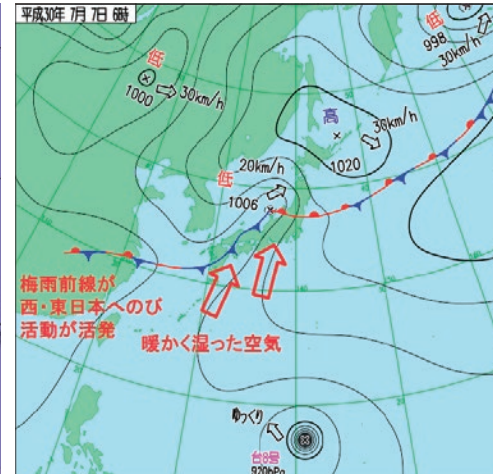 平成30年 7月 7日 6時
低
998
30km/h
低
1000
30km/h
高
30km/h
1020
20km/h
低
1006
梅雨前線が
西・東日本へのび
活動が活発
暖かく湿った空気
ゆっくり
台8号
920hPa